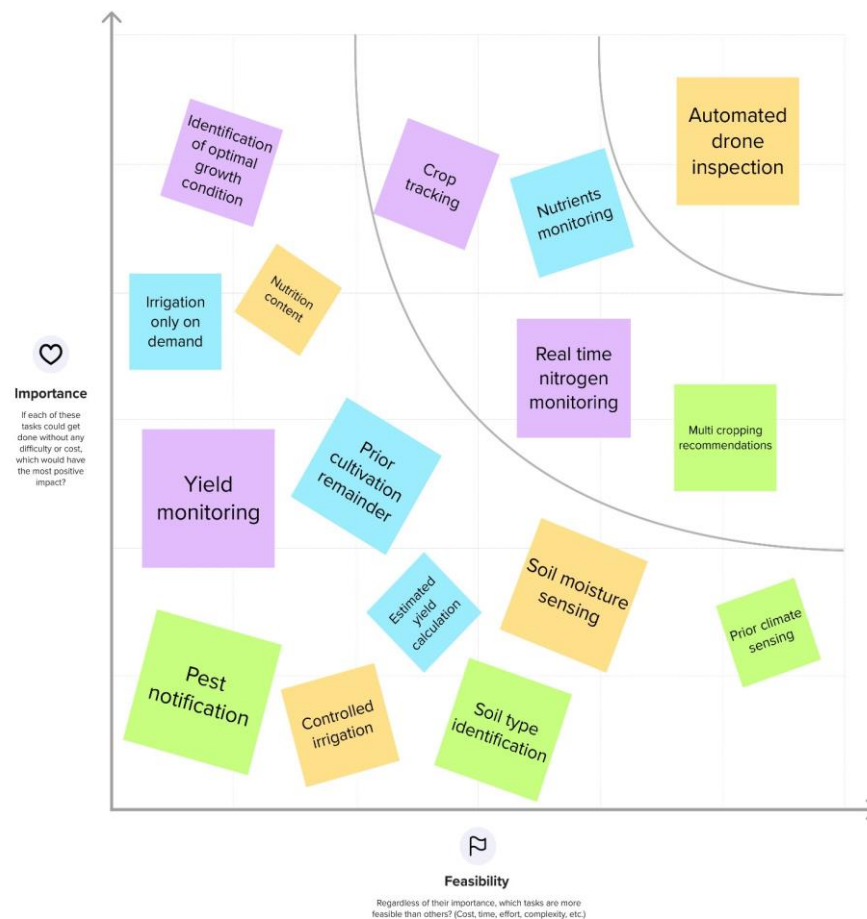 Identification
of optimal
growth
condition
Crop
tracking
Nutrients
monitoring
Automated
drone
inspection
Irrigation
only on
demand
Nutrition
content
Real time
nitrogen
monitoring
Multi cropping
recommendations
Importance
If each of these
tasks could get
done without any
difficulty or cost,
which would have
the most positive
impact?
Yield
monitoring
Prior
cultivation
remainder
Estimated
yield
calculation
Soil moisture
sensing
Prior climate
sensing
Pest
notification
Controlled
irrigation
Soil type
identification
Feasibility
Regardless of their importance, which tasks are more
feasible than others? (Cost, time, effort, complexity, etc.)